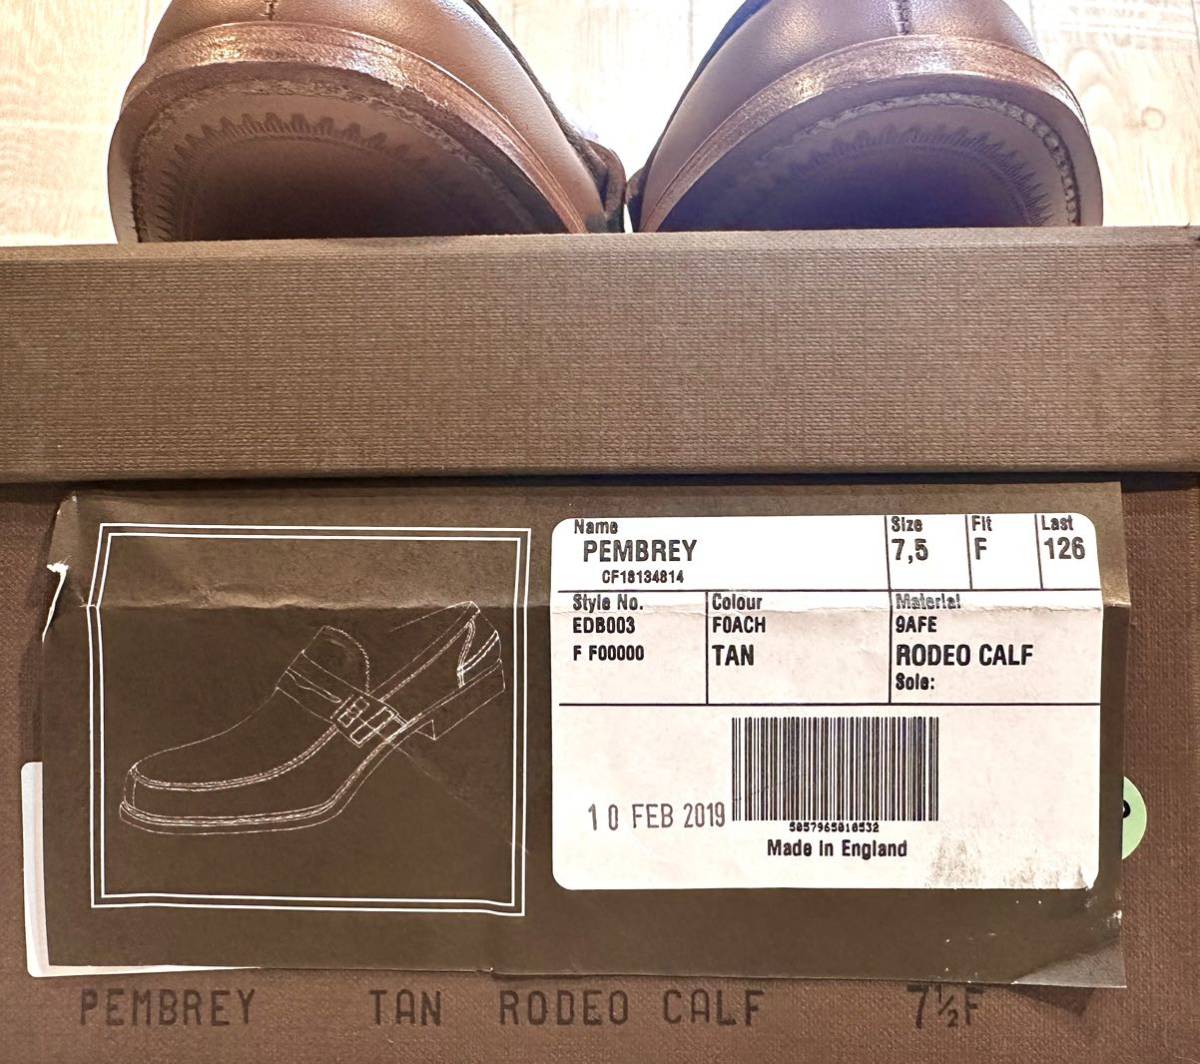 Name
PEMBREY
CF18134814
Size
7,5
Fit
F
Last
126
Style No.
EDB003
F F00000
Colour
F0ACH
TAN
Material
9AFE
RODEO CALF
Sole:
10 FEB 2019
5057965010532
Made in England
PEMBREY TAN RODEO CALF 7½F